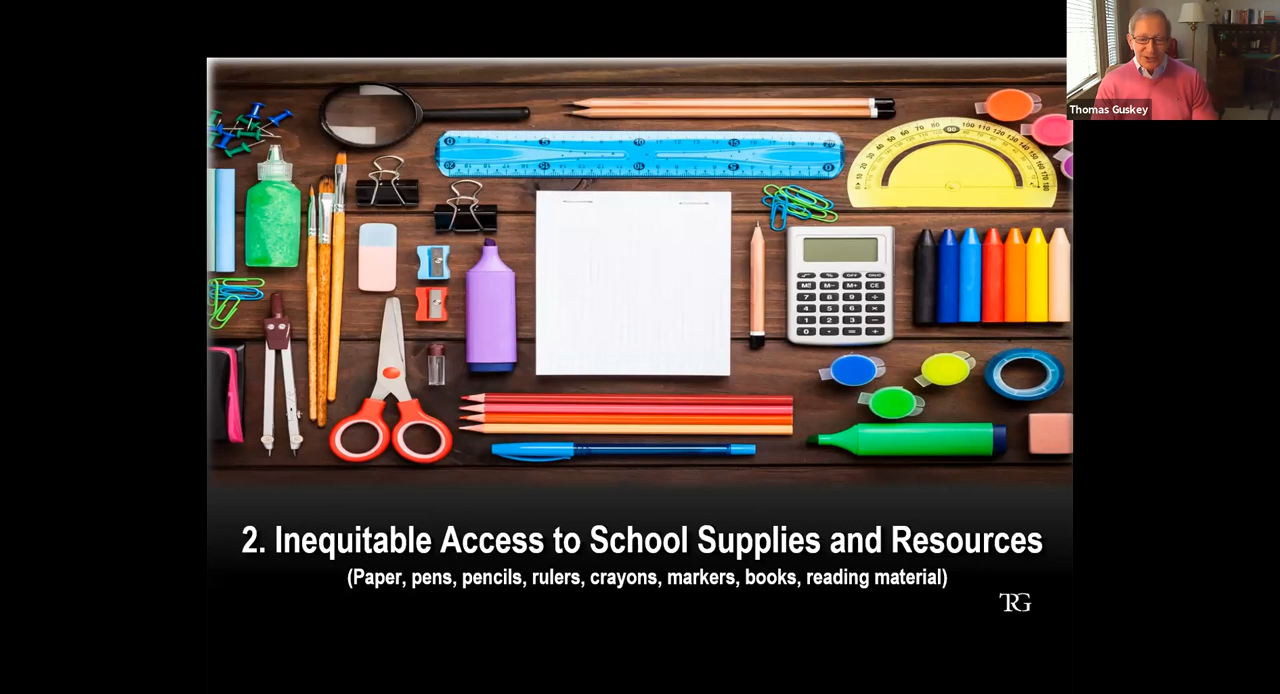 Thomas Guskey
2. Inequitable Access to School Supplies and Resources
(Paper, pens, pencils, rulers, crayons, markers, books, reading material)
TRG